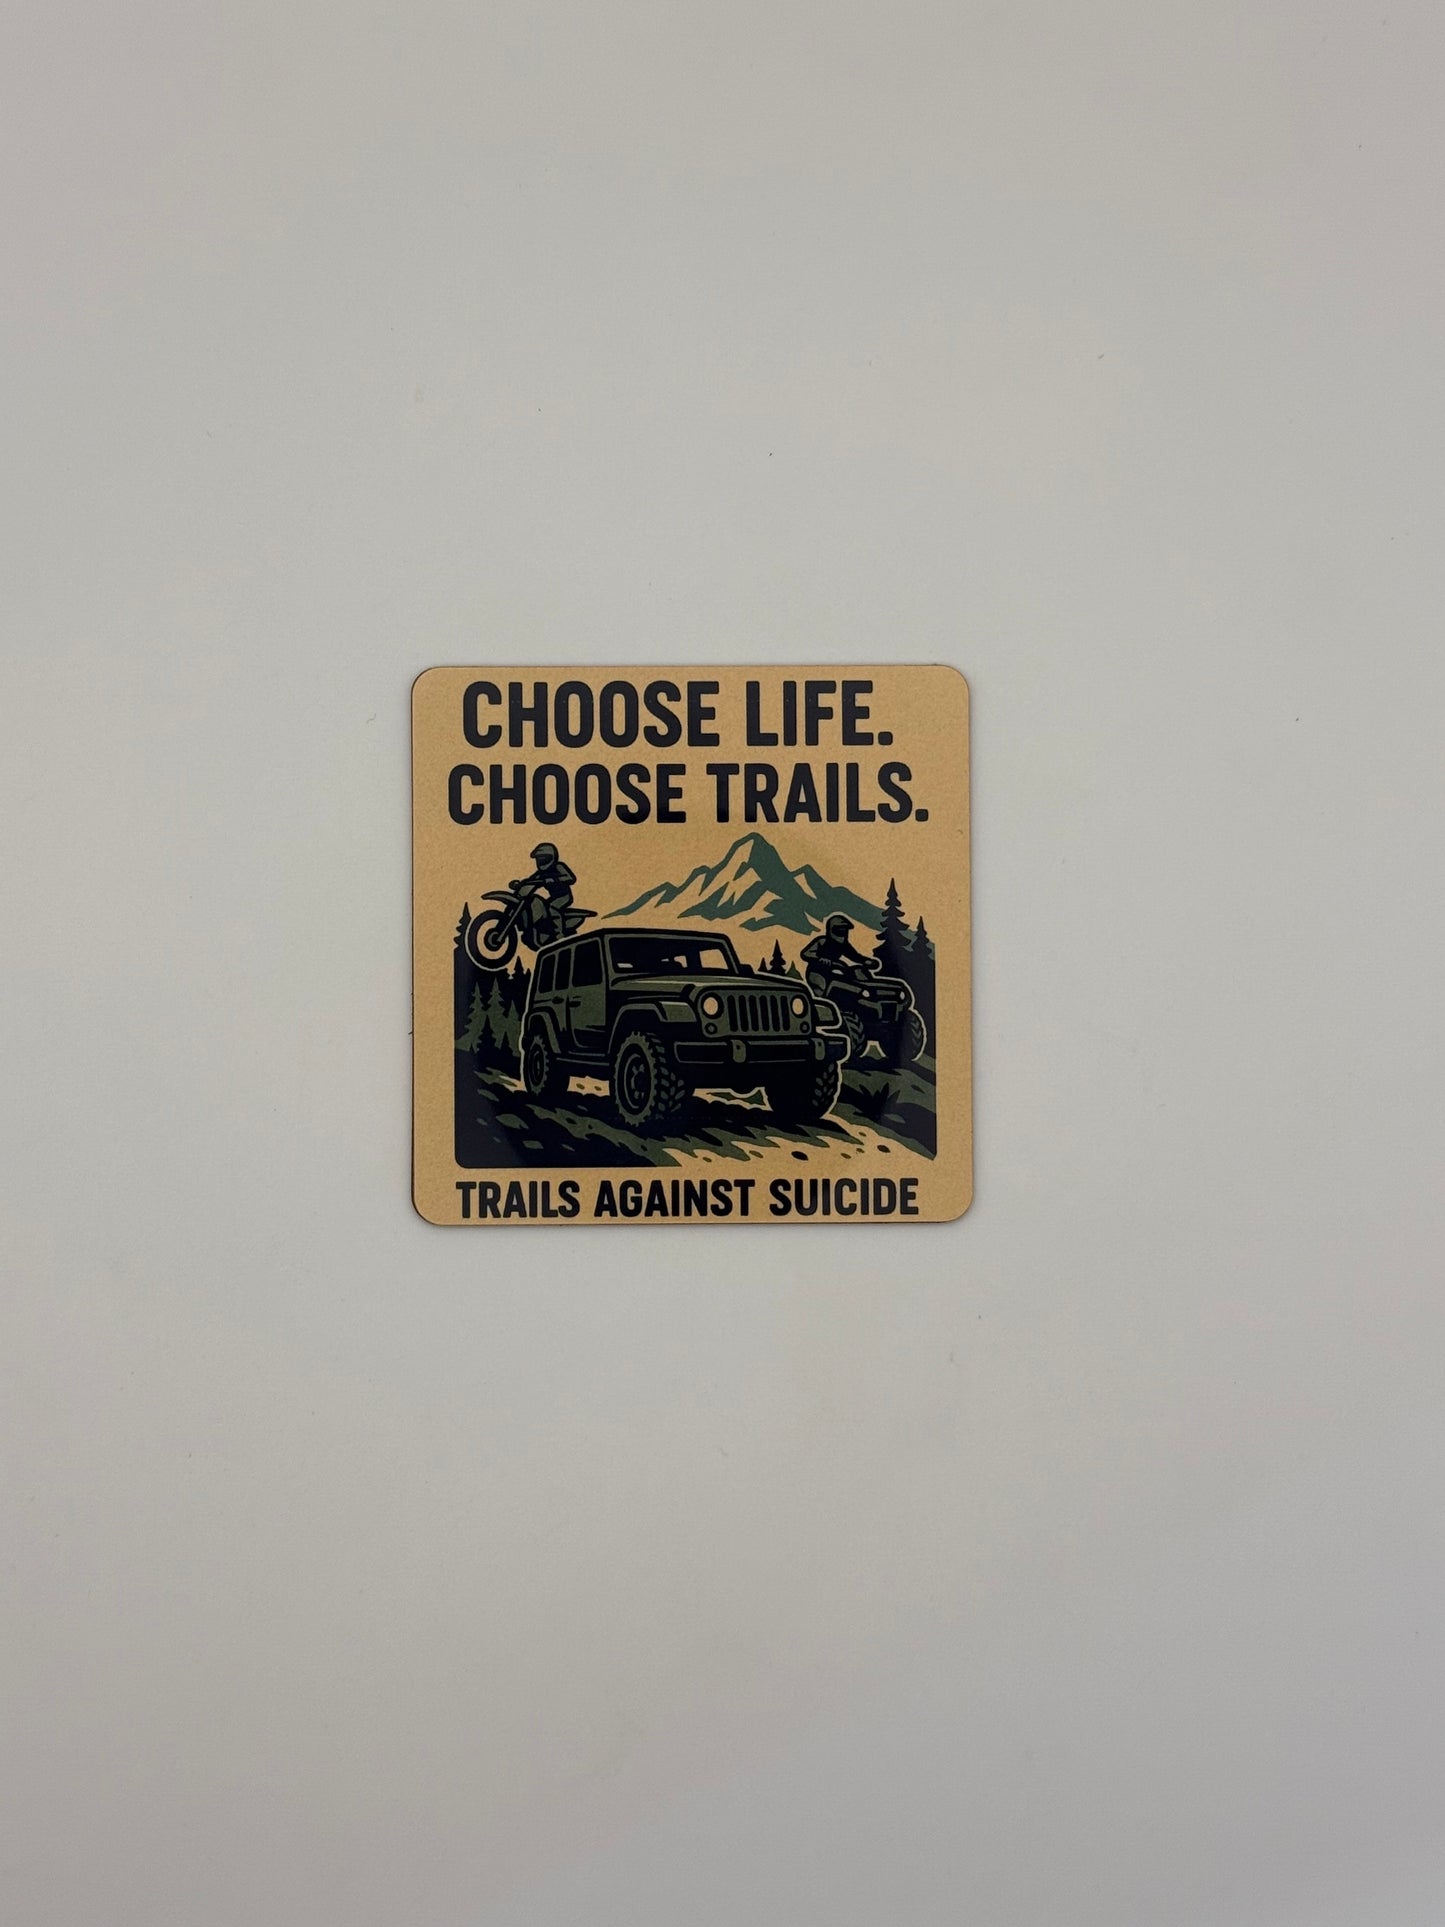 CHOOSE LIFE.
CHOOSE TRAILS.
TRAILS AGAINST SUICIDE